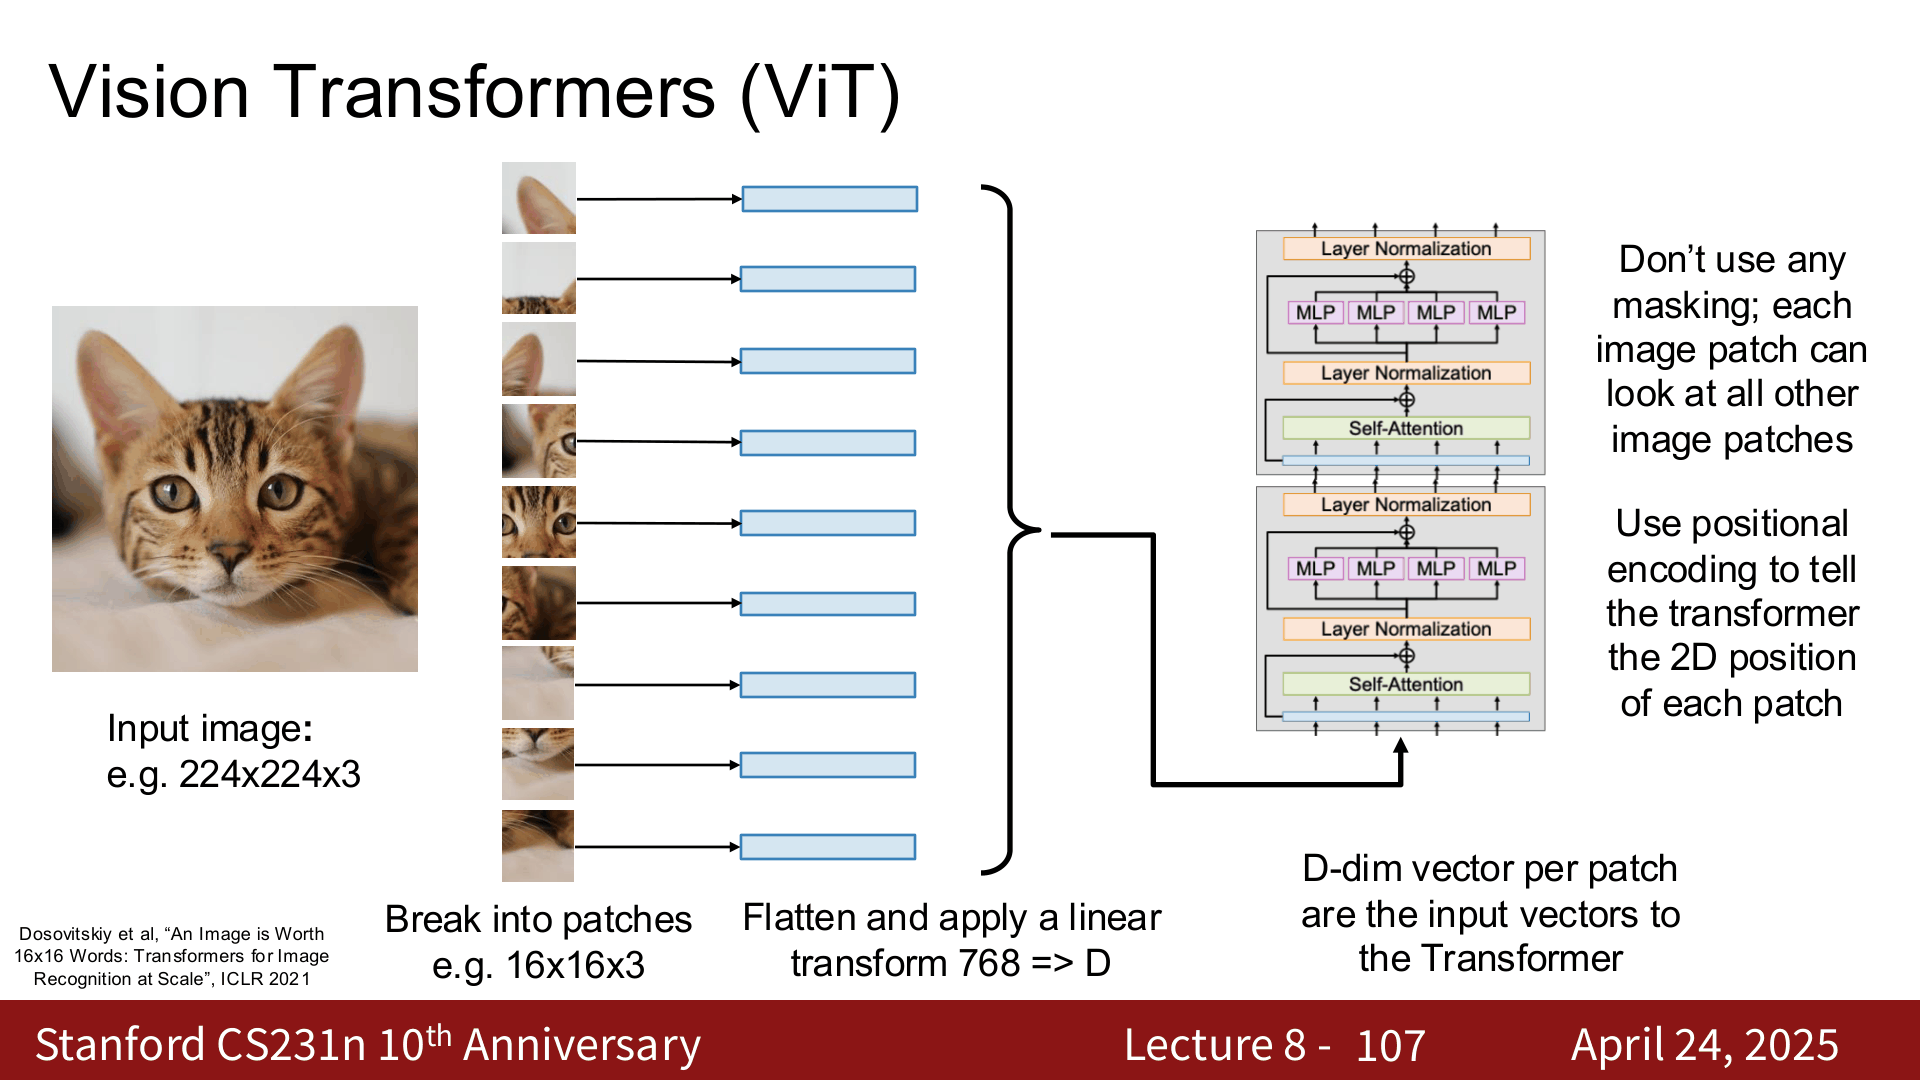 Vision Transformers (ViT)
Input image:
e.g. 224x224x3
Break into patches
e.g. 16x16x3
Flatten and apply a linear
transform 768 => D
Layer Normalization
MLP MLP MLP MLP
Layer Normalization
Self-Attention
Layer Normalization
MLP MLP MLP MLP
Layer Normalization
Self-Attention
D-dim vector per patch
are the input vectors to
the Transformer
Don’t use any
masking; each
image patch can
look at all other
image patches
Use positional
encoding to tell
the transformer
the 2D position
of each patch
Dosovitskiy et al, “An Image is Worth
16x16 Words: Transformers for Image
Recognition at Scale”, ICLR 2021
Stanford CS231n 10th Anniversary
Lecture 8 - 107
April 24, 2025